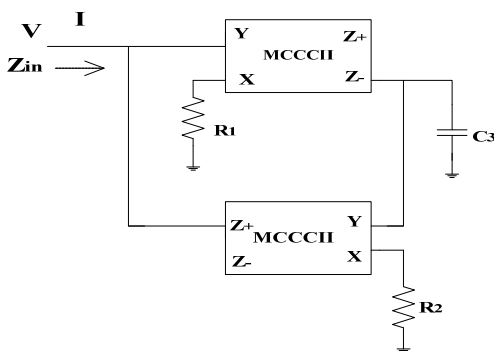 V I
Zin
Y MCCCII Z+
X Z-
R1
C3
Z+ MCCCII Y
Z- X
R2